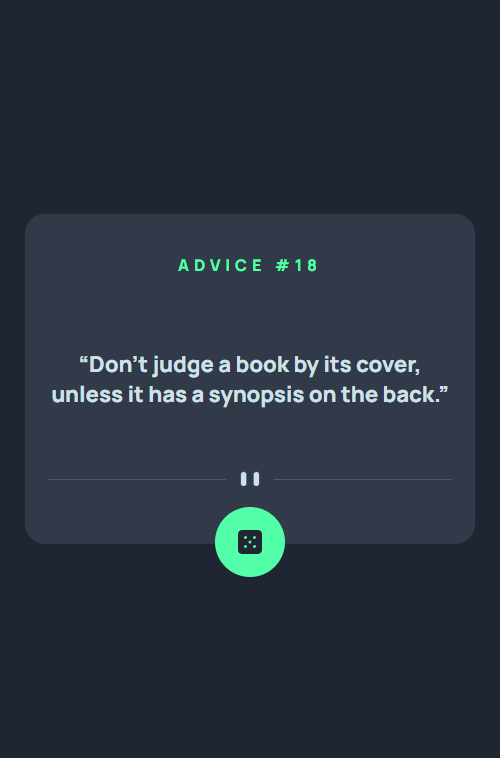 ADVICE #18
“Don’t judge a book by its cover,
unless it has a synopsis on the back.”